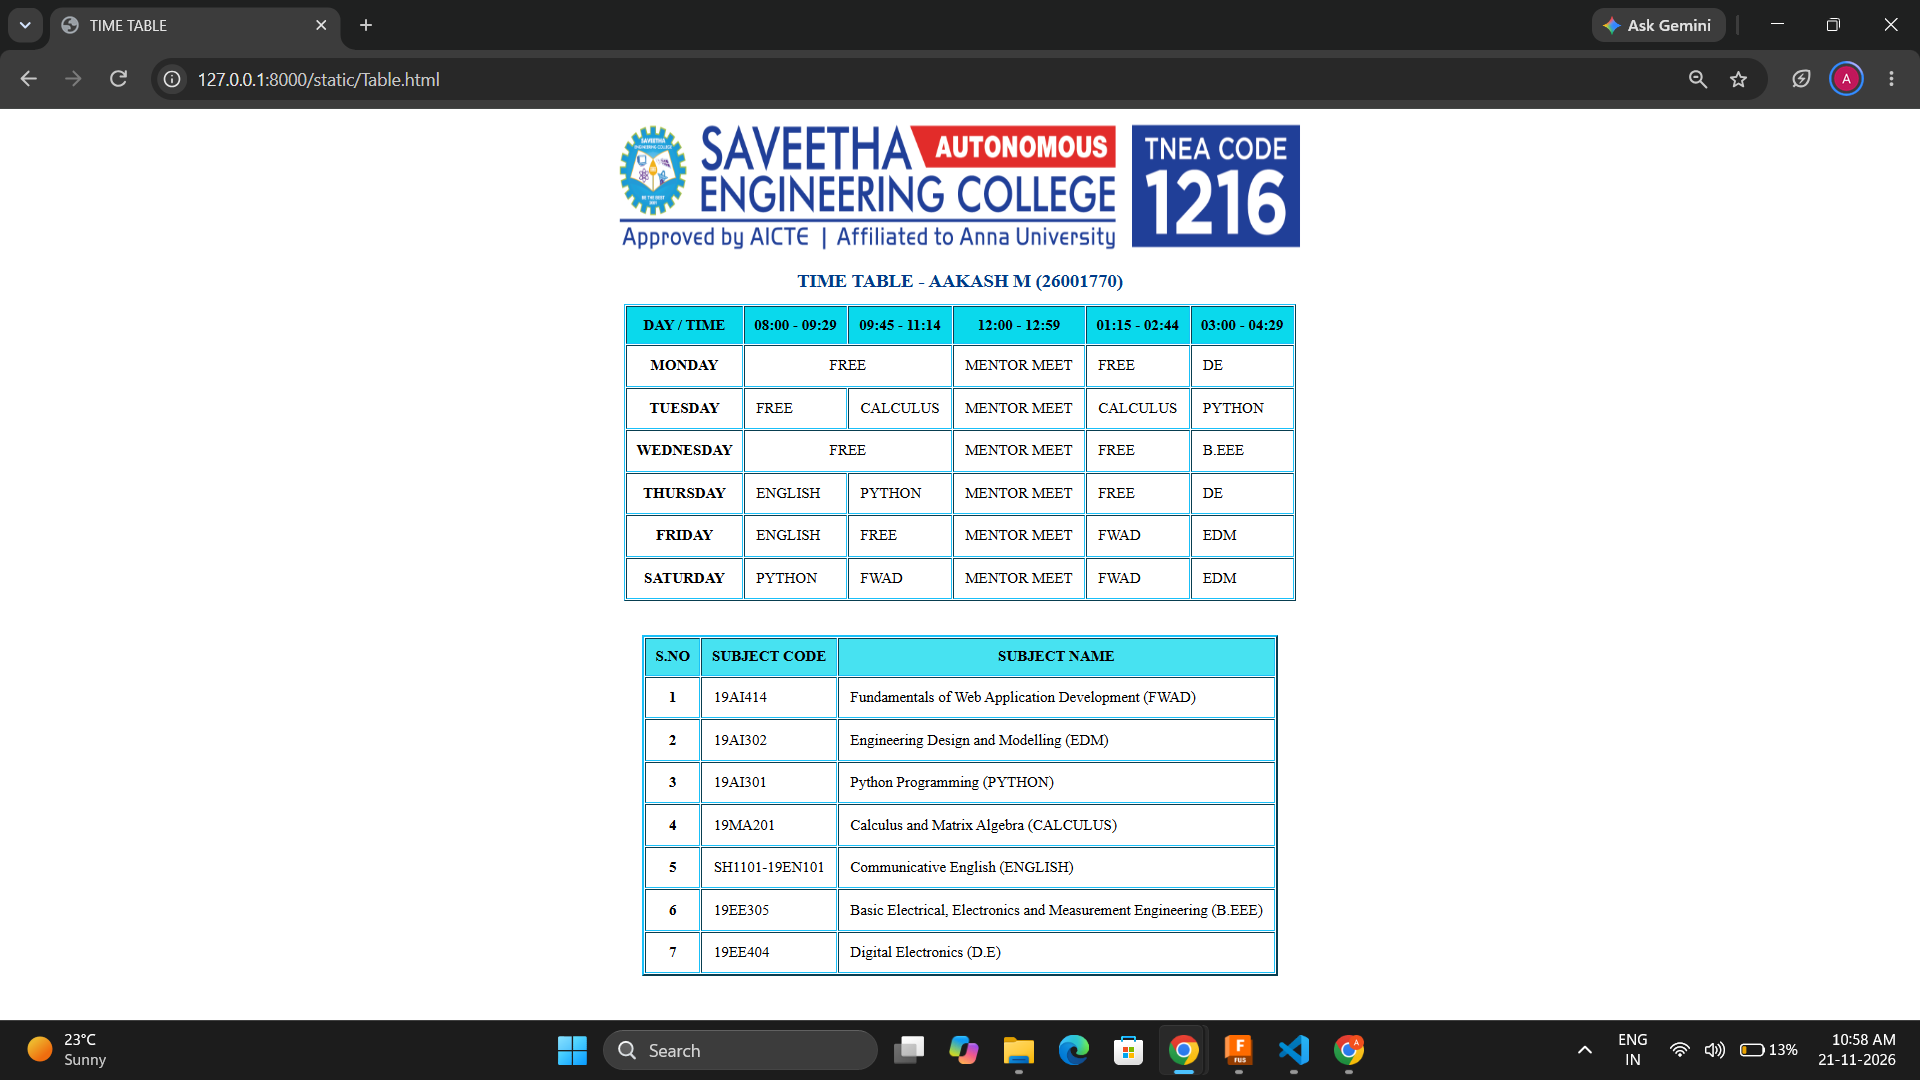 TIME TABLE
Ask Gemini
127.0.0.1:8000/static/Table.html
A
SAVEETHA AUTONOMOUS
ENGINEERING COLLEGE
Approved by AICTE | Affiliated to Anna University
TNEA CODE
1216
TIME TABLE - AAKASH M (26001770)
DAY / TIME 08:00 - 09:29 09:45 - 11:14 12:00 - 12:59 01:15 - 02:44 03:00 - 04:29
MONDAY FREE MENTOR MEET FREE DE
TUESDAY FREE CALCULUS MENTOR MEET CALCULUS PYTHON
WEDNESDAY FREE MENTOR MEET FREE B.EEE
THURSDAY ENGLISH PYTHON MENTOR MEET FREE DE
FRIDAY ENGLISH FREE MENTOR MEET FWAD EDM
SATURDAY PYTHON FWAD MENTOR MEET FWAD EDM
S.NO SUBJECT CODE SUBJECT NAME
1 19AI414 Fundamentals of Web Application Development (FWAD)
2 19AI302 Engineering Design and Modelling (EDM)
3 19AI301 Python Programming (PYTHON)
4 19MA201 Calculus and Matrix Algebra (CALCULUS)
5 SH1101-19EN101 Communicative English (ENGLISH)
6 19EE305 Basic Electrical, Electronics and Measurement Engineering (B.EEE)
7 19EE404 Digital Electronics (D.E)
23°C
Sunny
Search
F
FUS
A
ENG
IN
13%
10:58 AM
21-11-2026